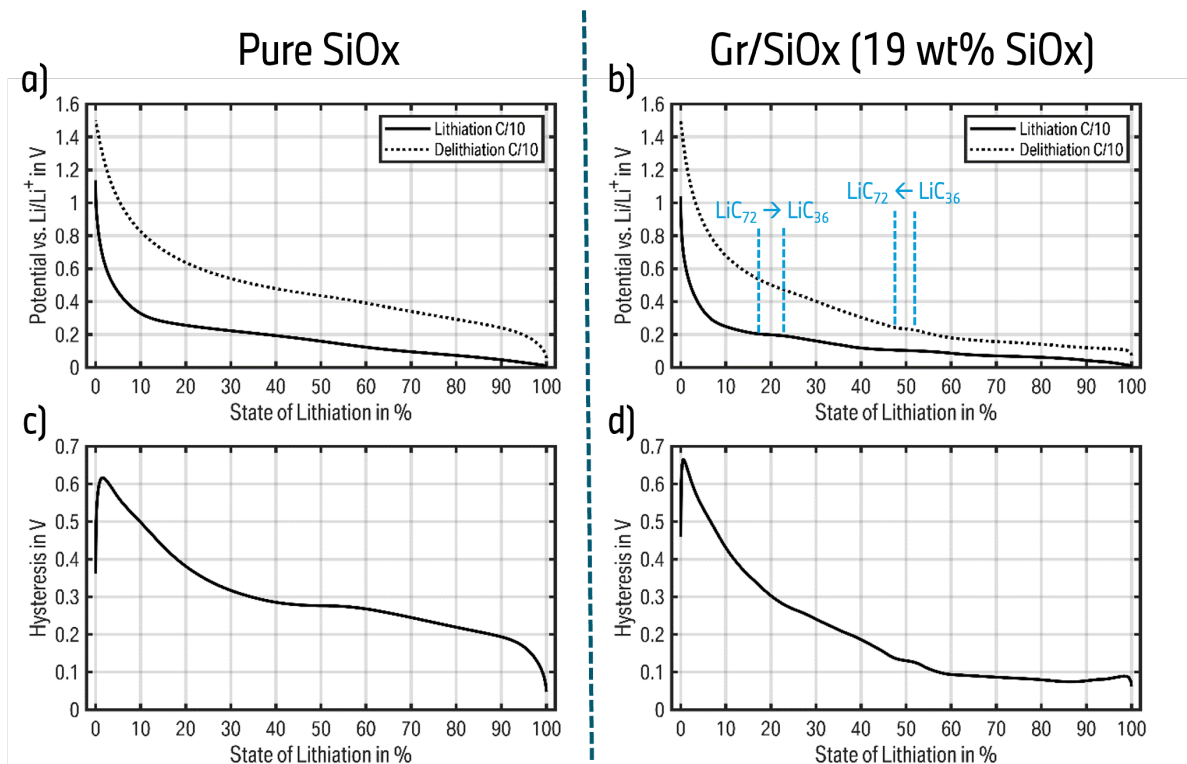 Pure SiOx
Gr/SiOx (19 wt% SiOx)
a)
Potential vs. Li/Li+ in V
1.6
1.4
1.2
1
0.8
0.6
0.4
0.2
0
Lithiation C/10
Delithiation C/10
0 10 20 30 40 50 60 70 80 90 100
State of Lithiation in %
b)
Potential vs. Li/Li+ in V
1.6
1.4
1.2
1
0.8
0.6
0.4
0.2
0
Lithiation C/10
Delithiation C/10
LiC72 ← LiC36
LiC72 → LiC36
0 10 20 30 40 50 60 70 80 90 100
State of Lithiation in %
c)
Hysteresis in V
0.7
0.6
0.5
0.4
0.3
0.2
0.1
0
0 10 20 30 40 50 60 70 80 90 100
State of Lithiation in %
d)
Hysteresis in V
0.7
0.6
0.5
0.4
0.3
0.2
0.1
0
0 10 20 30 40 50 60 70 80 90 100
State of Lithiation in %